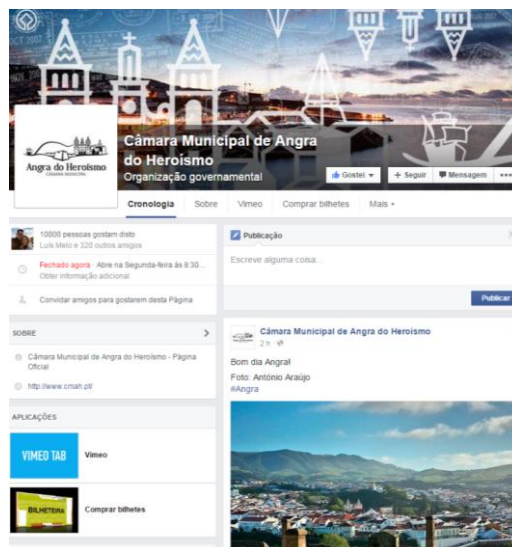 OCT 2007
Câmara Municipal de Angra
do Heroísmo
Organização governamental
Angra do Heroísmo
CÂMARA MUNICIPAL
Gostei
+ Seguir
Mensagem
Cronologia
Sobre
Vimeo
Comprar bilhetes
Mais
10000 pessoas gostam disto
Luís Melo e 320 outros amigos
Fechado agora · Abre na Segunda-feira às 8:30...
Obter informação adicional
Convidar amigos para gostarem desta Página
SOBRE
Câmara Municipal de Angra do Heroísmo - Página
Oficial
http://www.cmah.pt/
APLICAÇÕES
VIMEO TAB
Vimeo
BILHETEIRA
Comprar bilhetes
Publicação
Escreve alguma coisa...
Publicar
Câmara Municipal de Angra do Heroísmo
2 h ·
Bom dia Angra!
Foto: António Araújo
#Angra